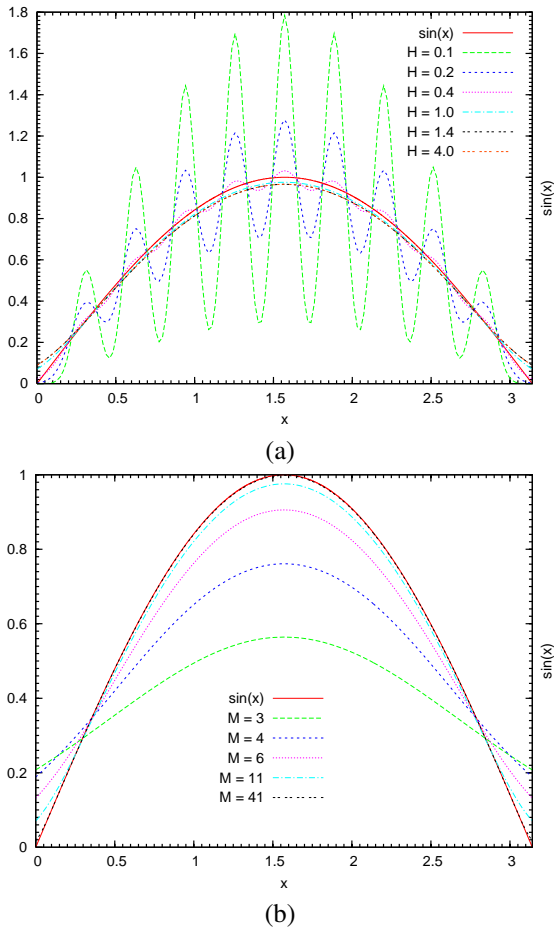 1.8
1.6
1.4
1.2
1
0.8
0.6
0.4
0.2
0
0 0.5 1 1.5 2 2.5 3
x
sin(x)
sin(x)
H = 0.1
H = 0.2
H = 0.4
H = 1.0
H = 1.4
H = 4.0
(a)
1
0.8
0.6
0.4
0.2
0
0 0.5 1 1.5 2 2.5 3
x
sin(x)
sin(x)
M = 3
M = 4
M = 6
M = 11
M = 41
(b)